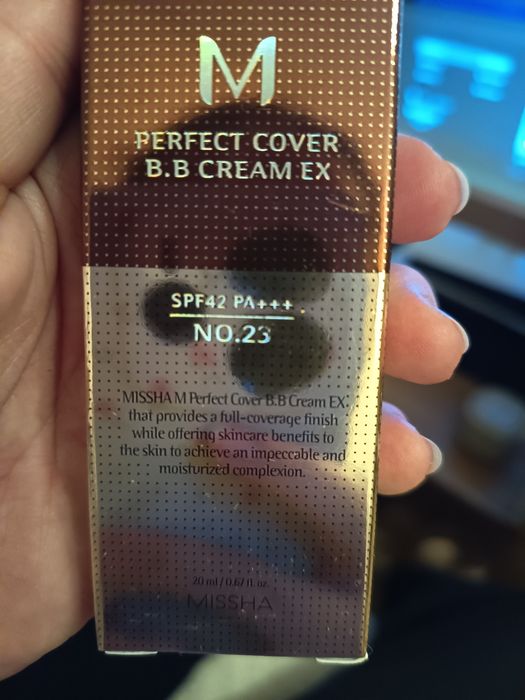 M
PERFECT COVER
B.B CREAM EX
SPF42 PA+++
NO.23
MISSHA M Perfect Cover B.B Cream EX
that provides a full-coverage finish
while offering skincare benefits to
the skin to achieve an impeccable and
moisturized complexion.
20 ml / 0.67 fl. oz.
MISSHA